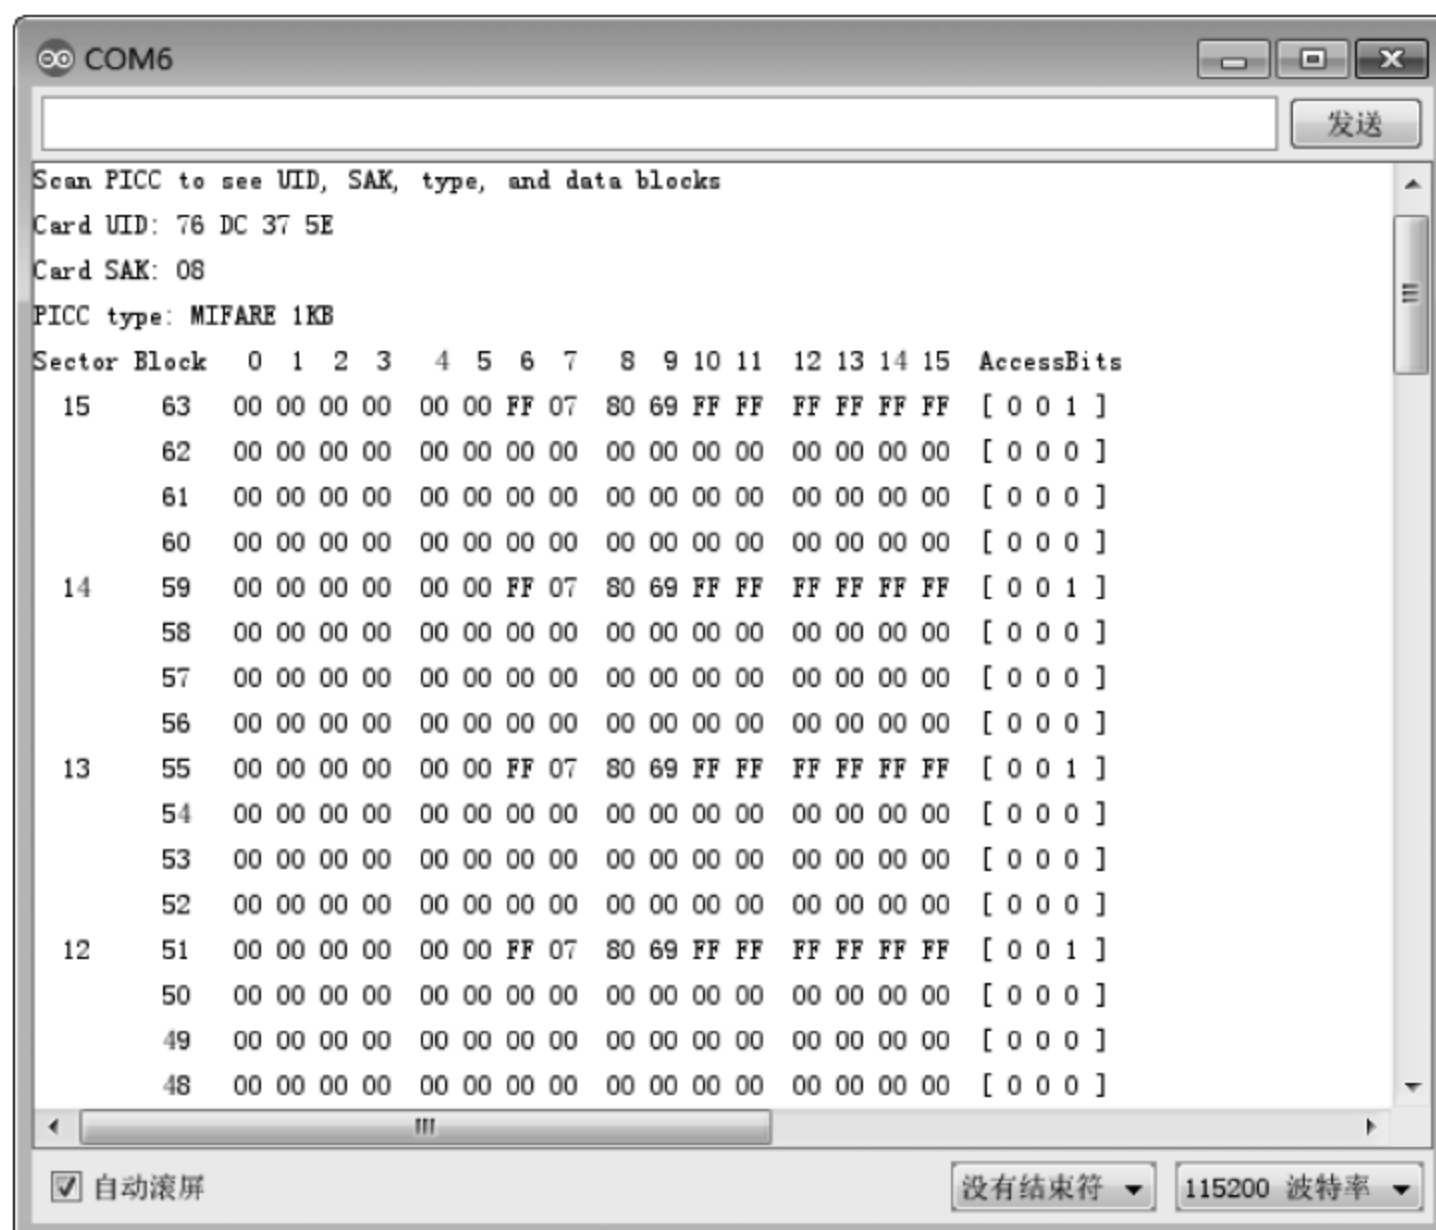 COM6
发送
Scan PICC to see UID, SAK, type, and data blocks
Card UID: 76 DC 37 5E
Card SAK: 08
PICC type: MIFARE 1KB
Sector Block 0 1 2 3 4 5 6 7 8 9 10 11 12 13 14 15 AccessBits
15 63 00 00 00 00 00 00 FF 07 80 69 FF FF FF FF FF FF [ 0 0 1 ]
62 00 00 00 00 00 00 00 00 00 00 00 00 00 00 00 00 [ 0 0 0 ]
61 00 00 00 00 00 00 00 00 00 00 00 00 00 00 00 00 [ 0 0 0 ]
60 00 00 00 00 00 00 00 00 00 00 00 00 00 00 00 00 [ 0 0 0 ]
14 59 00 00 00 00 00 00 FF 07 80 69 FF FF FF FF FF FF [ 0 0 1 ]
58 00 00 00 00 00 00 00 00 00 00 00 00 00 00 00 00 [ 0 0 0 ]
57 00 00 00 00 00 00 00 00 00 00 00 00 00 00 00 00 [ 0 0 0 ]
56 00 00 00 00 00 00 00 00 00 00 00 00 00 00 00 00 [ 0 0 0 ]
13 55 00 00 00 00 00 00 FF 07 80 69 FF FF FF FF FF FF [ 0 0 1 ]
54 00 00 00 00 00 00 00 00 00 00 00 00 00 00 00 00 [ 0 0 0 ]
53 00 00 00 00 00 00 00 00 00 00 00 00 00 00 00 00 [ 0 0 0 ]
52 00 00 00 00 00 00 00 00 00 00 00 00 00 00 00 00 [ 0 0 0 ]
12 51 00 00 00 00 00 00 FF 07 80 69 FF FF FF FF FF FF [ 0 0 1 ]
50 00 00 00 00 00 00 00 00 00 00 00 00 00 00 00 00 [ 0 0 0 ]
49 00 00 00 00 00 00 00 00 00 00 00 00 00 00 00 00 [ 0 0 0 ]
48 00 00 00 00 00 00 00 00 00 00 00 00 00 00 00 00 [ 0 0 0 ]
自动滚屏 没有结束符 115200 波特率